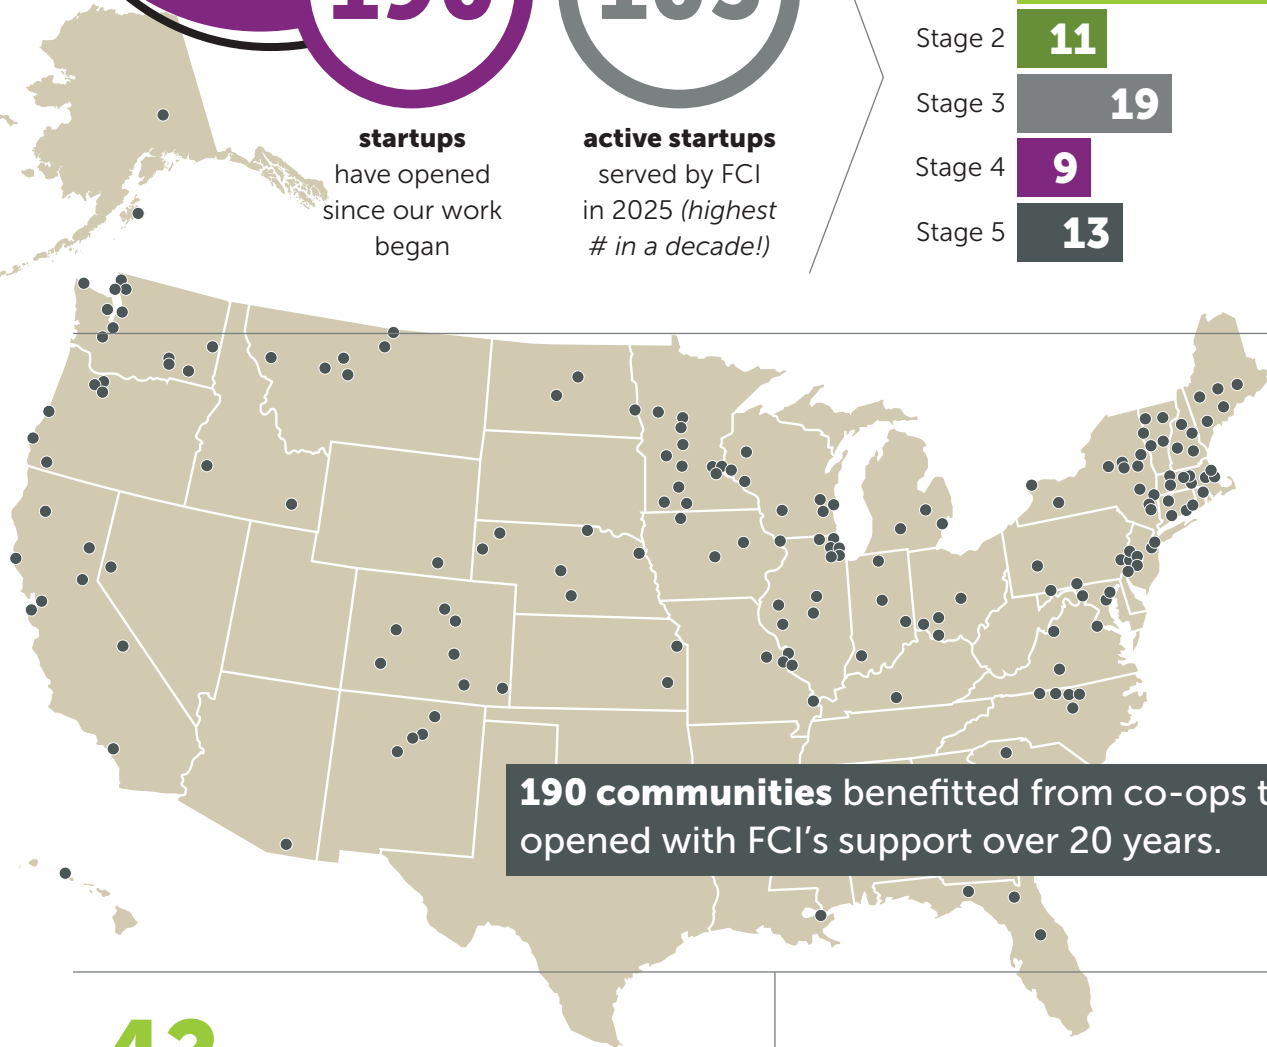 190
startups
have opened
since our work
began
active startups
served by FCI
in 2025 (highest
# in a decade!)
Stage 2 11
Stage 3 19
Stage 4 9
Stage 5 13
190 communities benefitted from co-ops t
opened with FCI's support over 20 years.